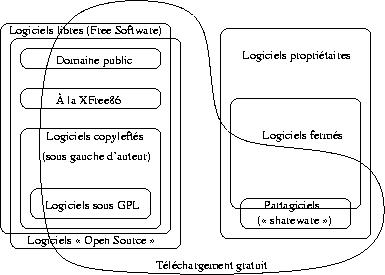 Logiciels libres (Free Software)
Domaine public
À la XFree86
Logiciels copyleftés
(sous gauche d'auteur)
Logiciels sous GPL
Logiciels « Open Source »
Logiciels propriétaires
Logiciels fermés
Partagiciels
(« shareware »)
Téléchargement gratuit